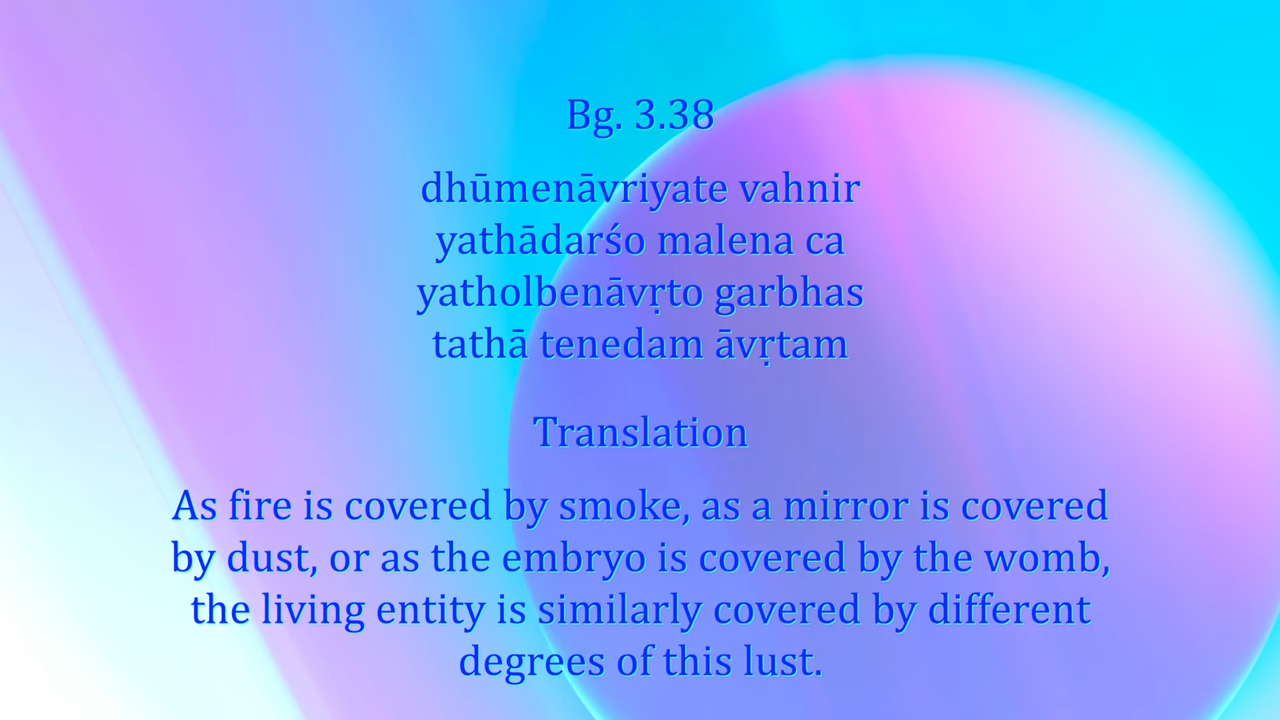 Bg. 3.38
dhūmenāvriyate vahnir
yathādarśo malena ca
yatholbenāvṛto garbhas
tathā tenedam āvṛtam
Translation
As fire is covered by smoke, as a mirror is covered
by dust, or as the embryo is covered by the womb,
the living entity is similarly covered by different
degrees of this lust.